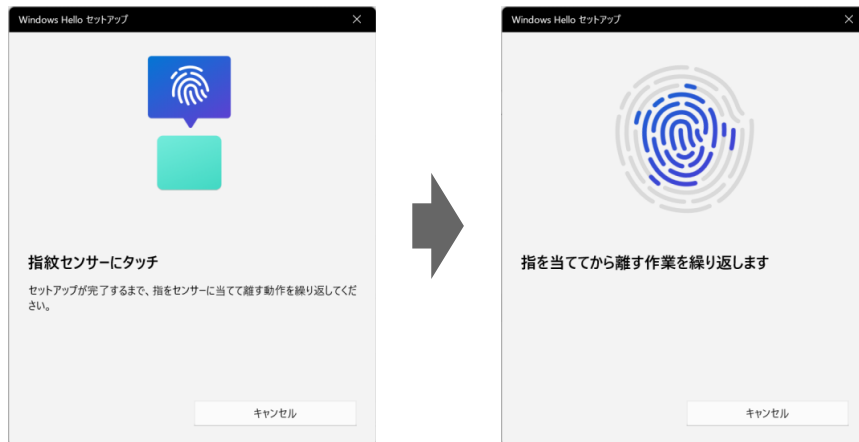 Windows Hello セットアップ
指紋センサーにタッチ
セットアップが完了するまで、指をセンサーに当てて離す動作を繰り返してくだ
さい。
キャンセル
Windows Hello セットアップ
指を当ててから離す作業を繰り返します
キャンセル